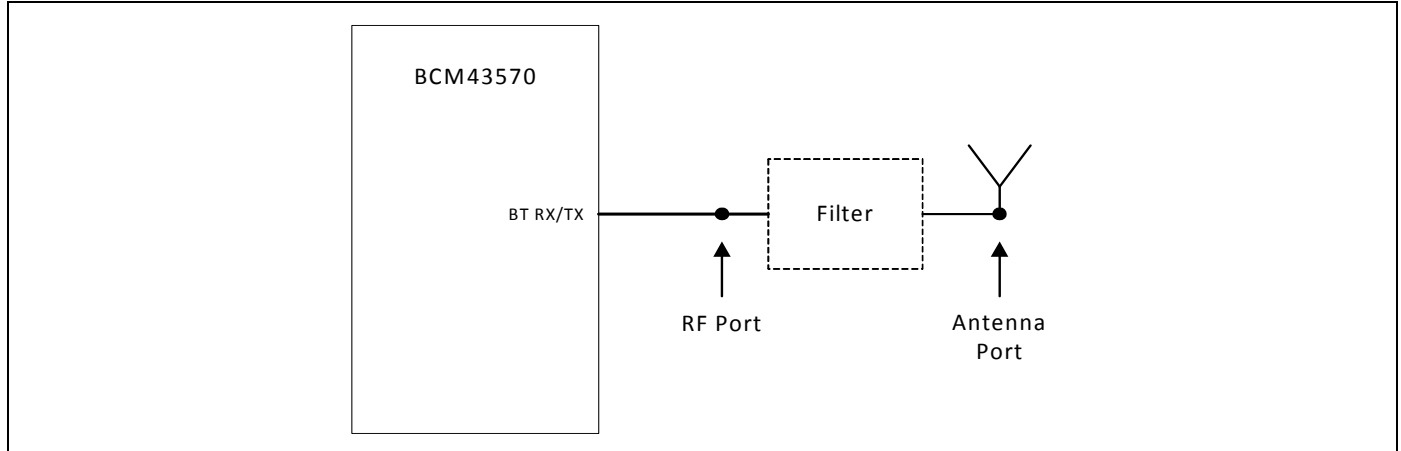 BCM43570
BT RX/TX
Filter
RF Port
Antenna
Port